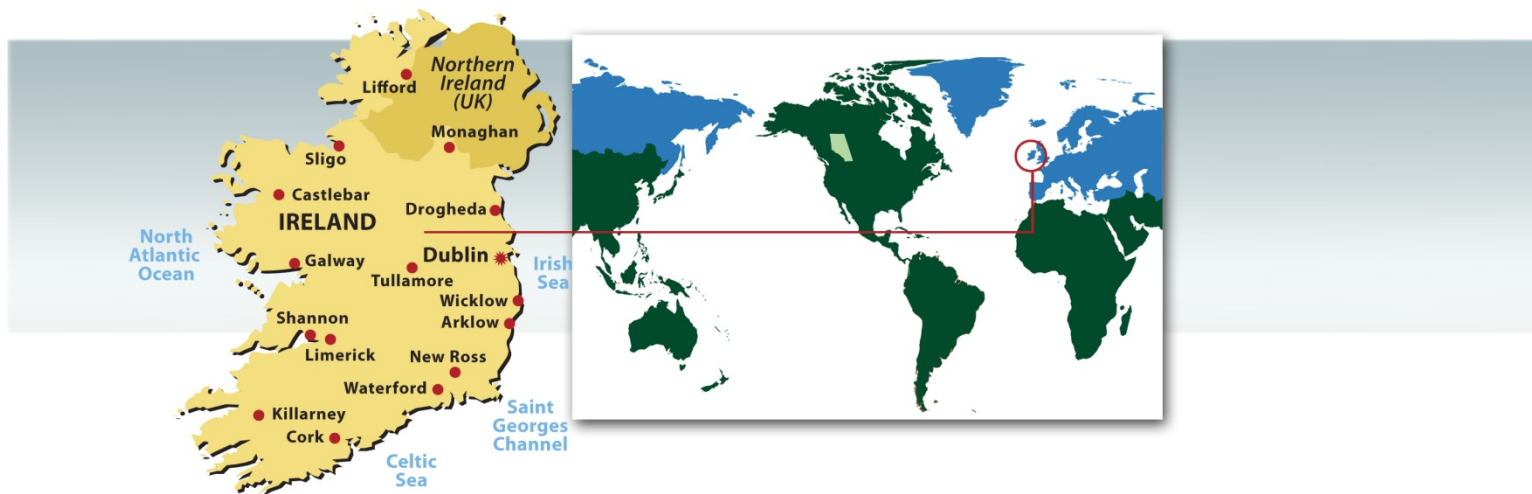 Northern
Ireland
(UK)
Lifford
Monaghan
Sligo
Castlebar
Drogheda
IRELAND
North
Atlantic
Ocean
Dublin
Galway
Irish
Sea
Tullamore
Wicklow
Shannon
Arklow
Limerick
New Ross
Waterford
Saint
Georges
Channel
Killarney
Cork
Celtic
Sea